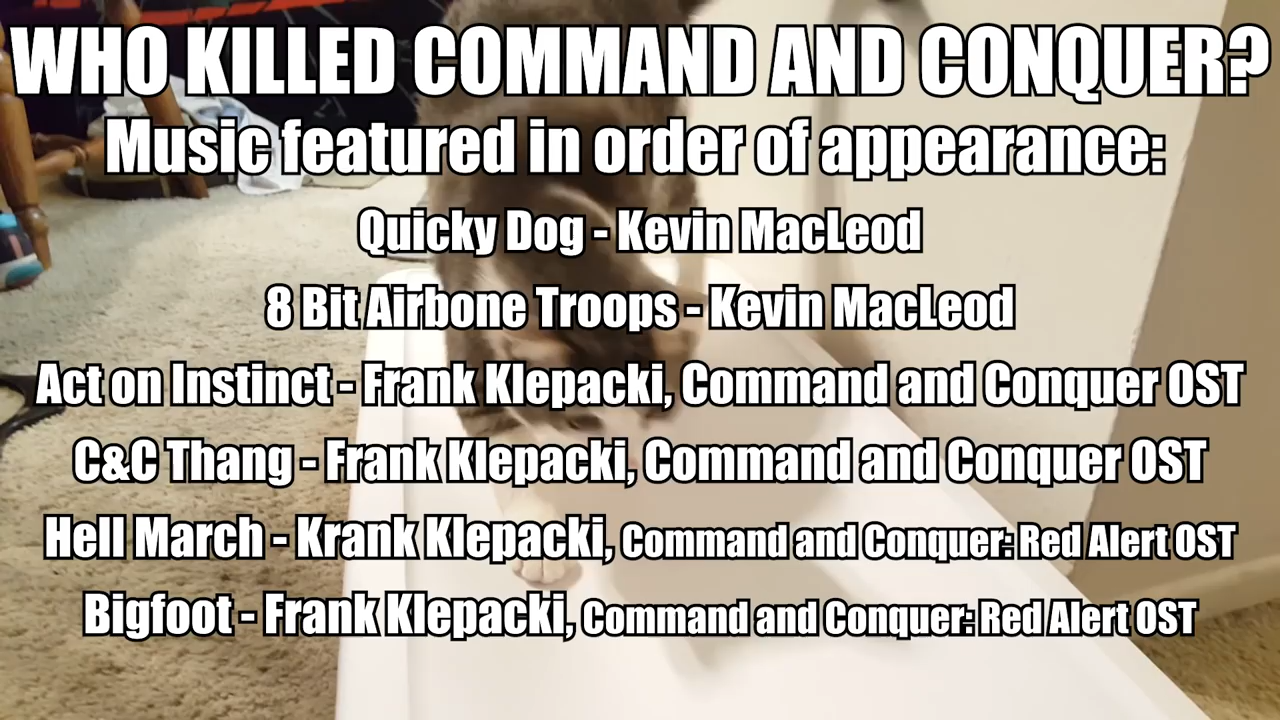 WHO KILLED COMMAND AND CONQUER?
Music featured in order of appearance:
Quicky Dog - Kevin MacLeod
8 Bit Airbone Troops - Kevin MacLeod
Act on Instinct - Frank Klepacki, Command and Conquer OST
C&C Thang - Frank Klepacki, Command and Conquer OST
Hell March - Krank Klepacki, Command and Conquer: Red Alert OST
Bigfoot - Frank Klepacki, Command and Conquer: Red Alert OST